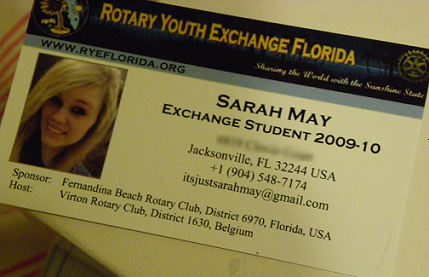 ROTARY YOUTH EXCHANGE FLORIDA
WWW.RYEFLORIDA.ORG
Sharing the World with the Sunshine State
SARAH MAY
EXCHANGE STUDENT 2009-10
Jacksonville, FL 32244 USA
+1 (904) 548-7174
itsjustsarahmay@gmail.com
Sponsor: Fernandina Beach Rotary Club, District 6970, Florida, USA
Host: Virton Rotary Club, District 1630, Belgium